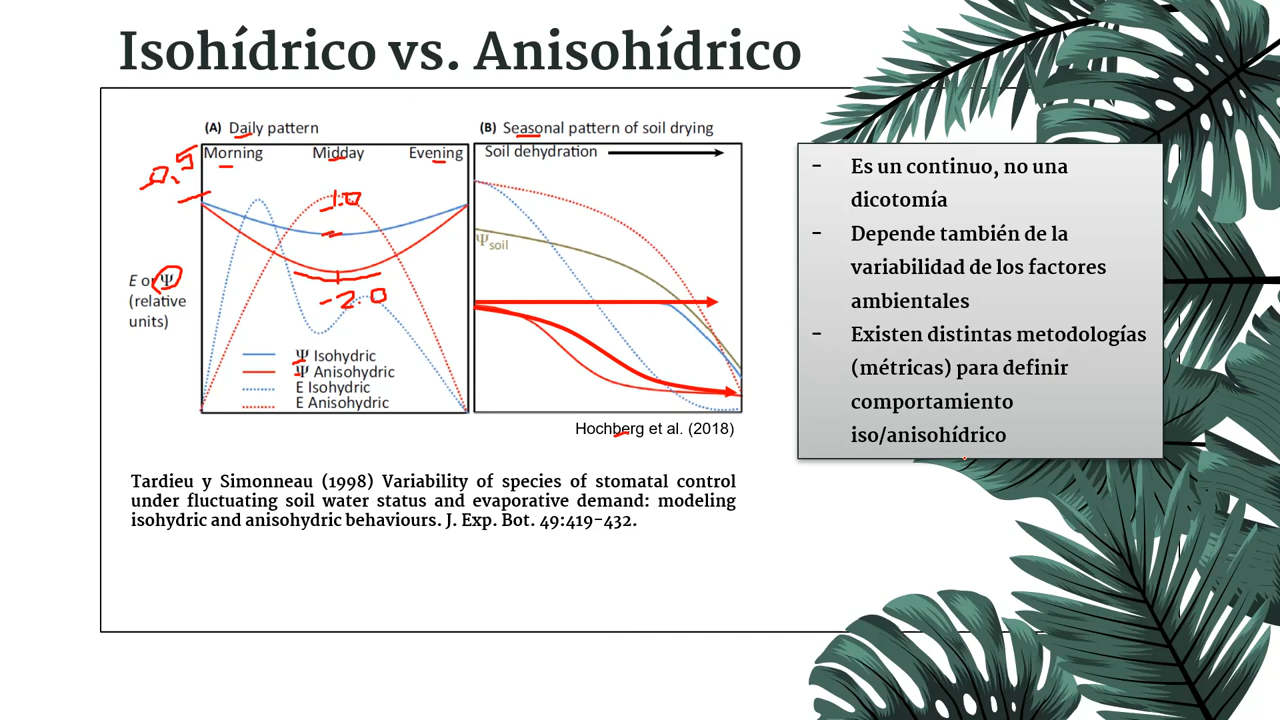 Isohídrico vs. Anisohídrico
(A) Daily pattern
Morning Midday Evening
-0.5
-1.0
-2.0
E or Ψ
(relative
units)
Ψ Isohydric
Ψ Anisohydric
E Isohydric
E Anisohydric
(B) Seasonal pattern of soil drying
Soil dehydration
Ψsoil
Hochberg et al. (2018)
Tardieu y Simonneau (1998) Variability of species of stomatal control
under fluctuating soil water status and evaporative demand: modeling
isohydric and anisohydric behaviours. J. Exp. Bot. 49:419-432.
- Es un continuo, no una
dicotomía
- Depende también de la
variabilidad de los factores
ambientales
- Existen distintas metodologías
(métricas) para definir
comportamiento
iso/anisohídrico